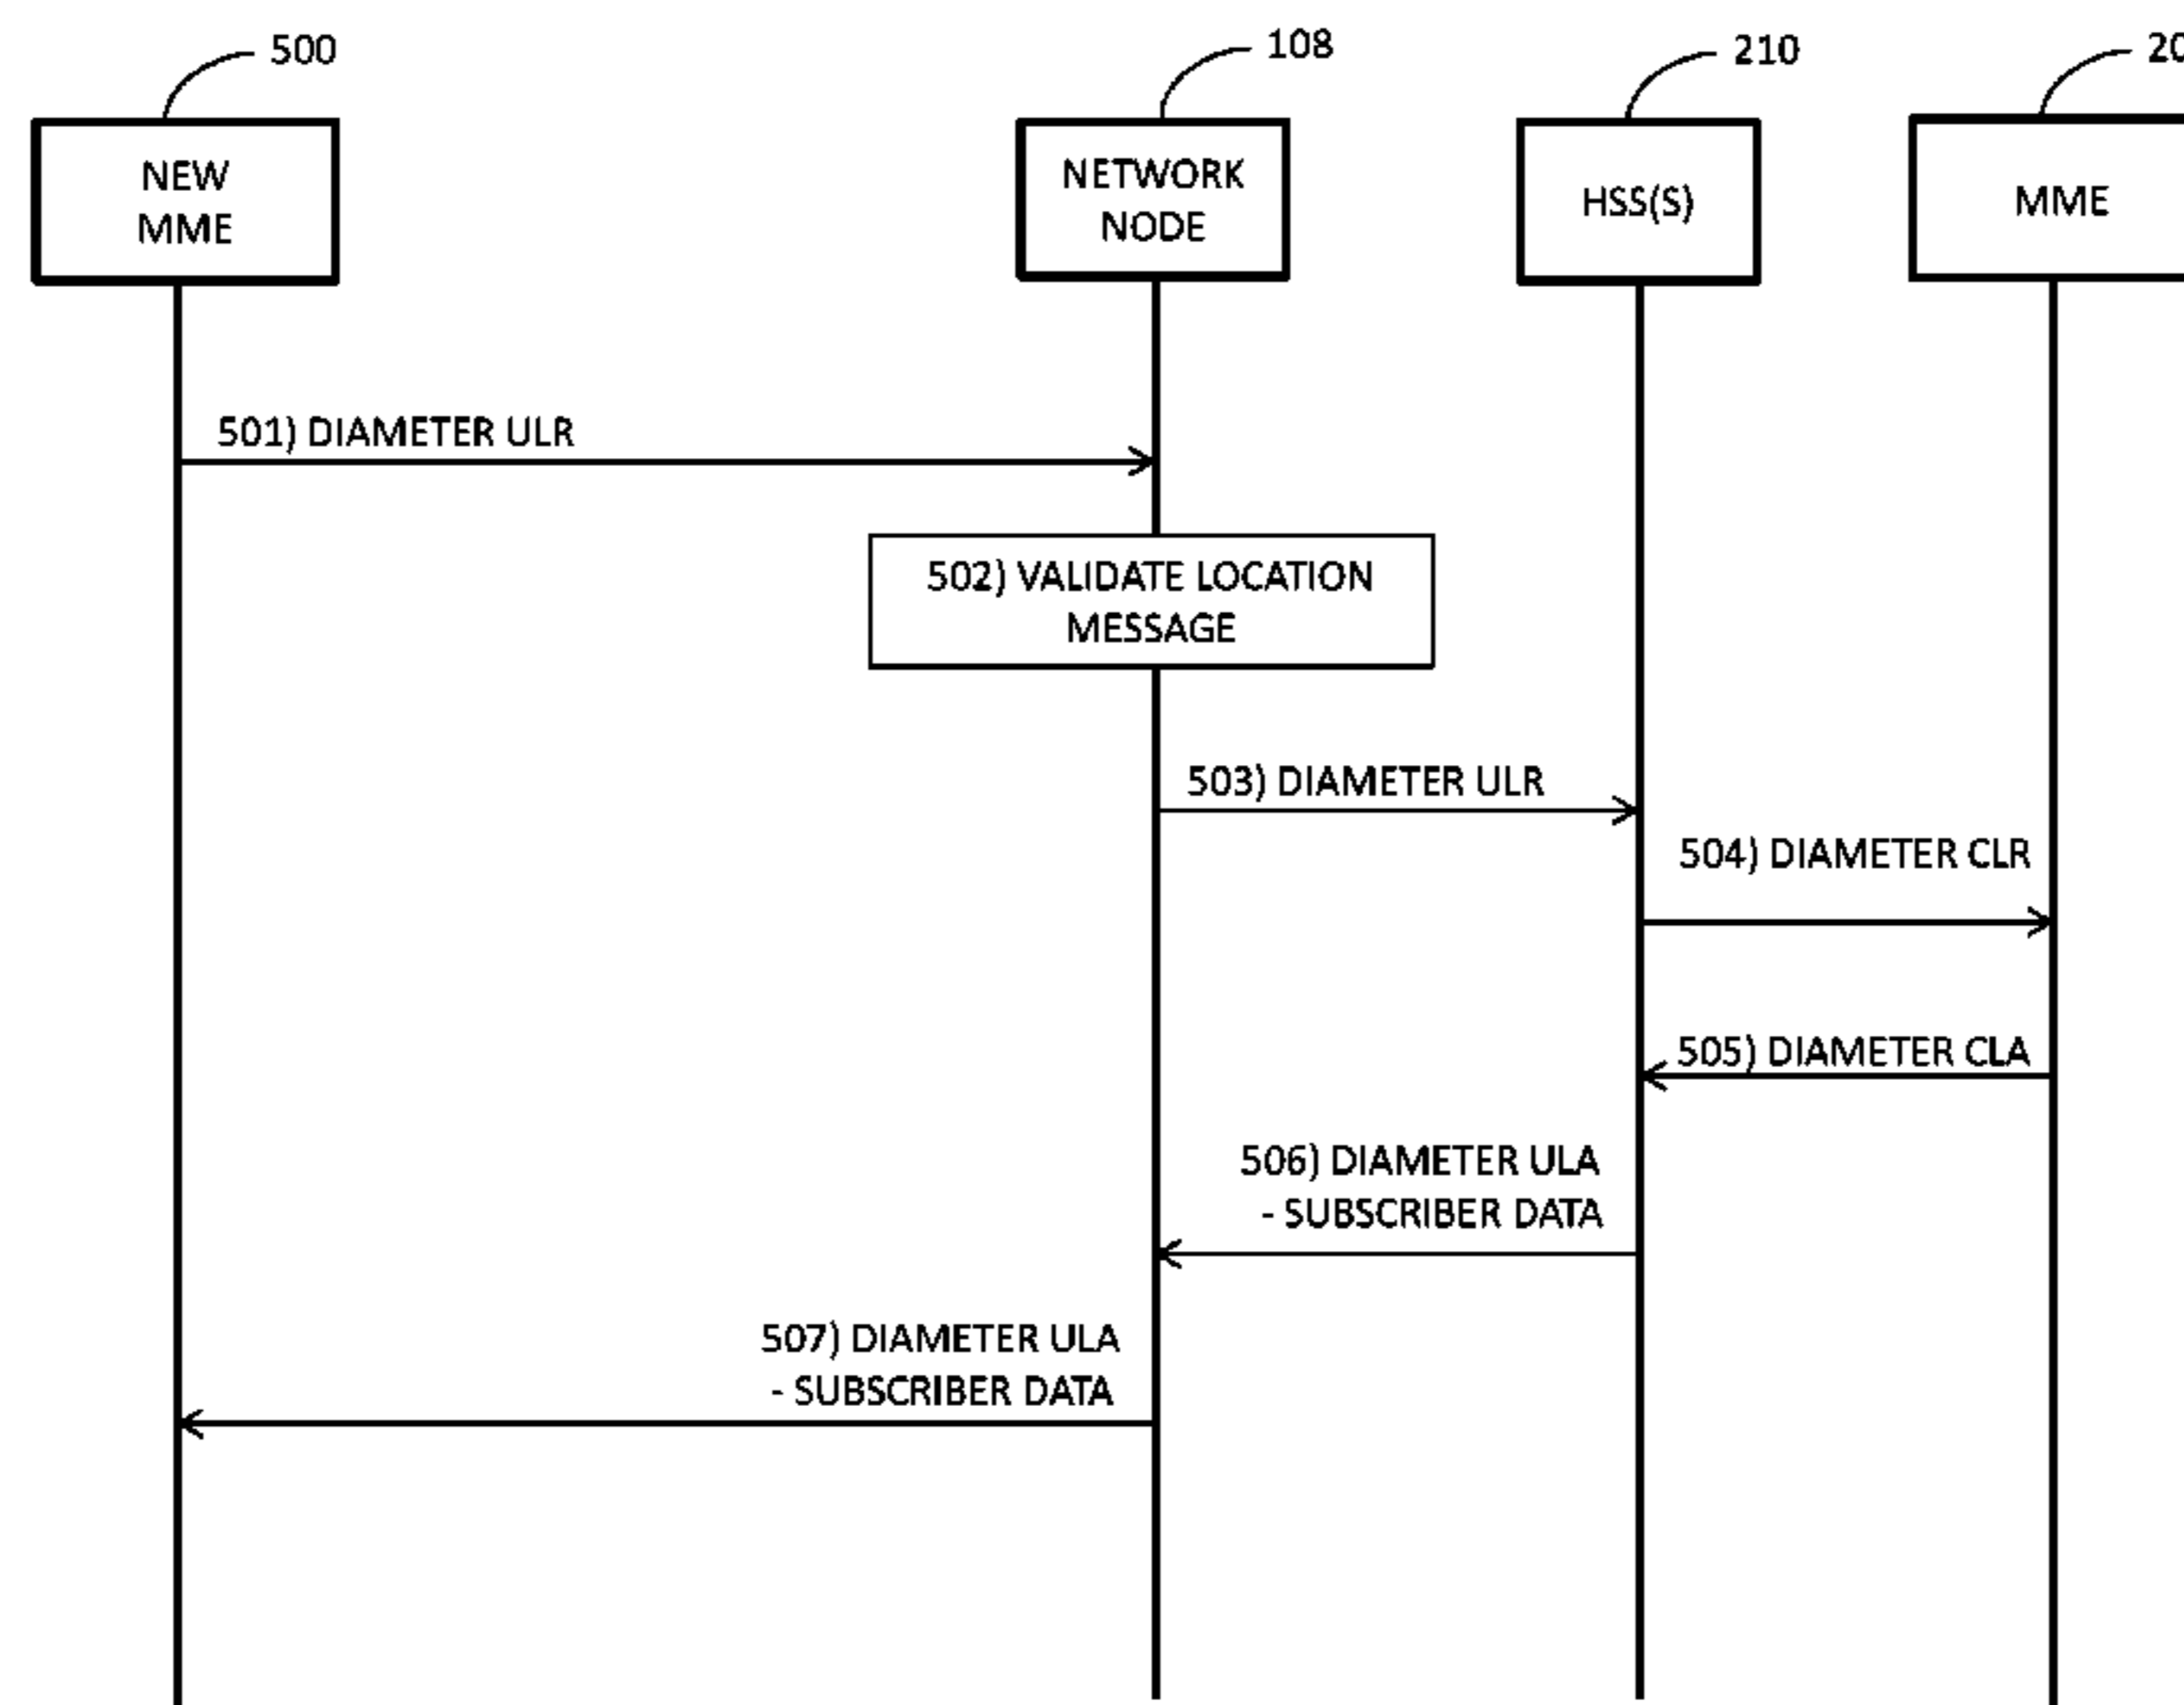 500
108
210
NEW
MME
NETWORK
NODE
HSS(S)
MME
501) DIAMETER ULR
502) VALIDATE LOCATION
MESSAGE
503) DIAMETER ULR
504) DIAMETER CLR
505) DIAMETER CLA
506) DIAMETER ULA
- SUBSCRIBER DATA
507) DIAMETER ULA
- SUBSCRIBER DATA